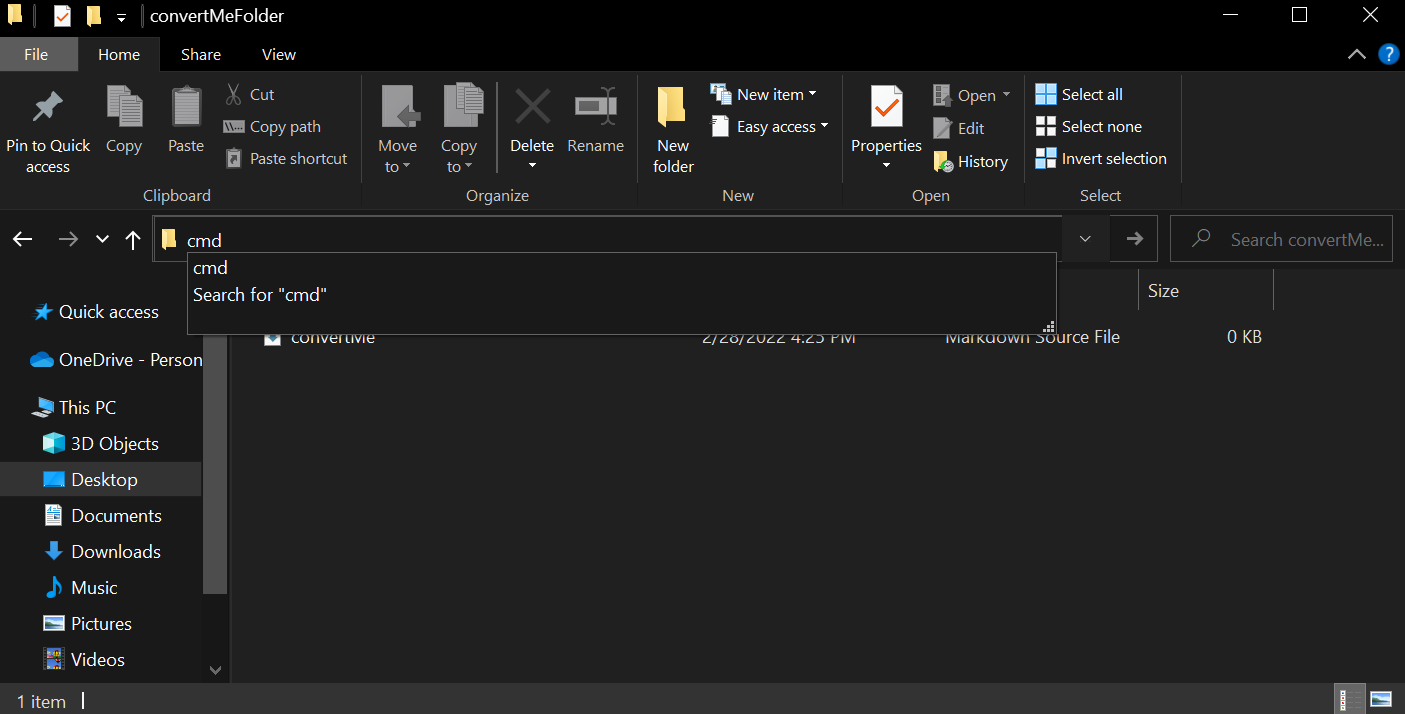 convertMeFolder
File Home Share View
?
Pin to Quick access
Copy
Paste
Cut
Copy path
Paste shortcut
Clipboard
Move to
Copy to
Delete
Rename
Organize
New folder
New item
Easy access
New
Properties
Open
Edit
History
Open
Select all
Select none
Invert selection
Select
cmd
Search convertMe...
cmd
Search for "cmd"
Size
convertMe 2/28/2022 4:25 PM Markdown Source File 0 KB
Quick access
OneDrive - Person
This PC
3D Objects
Desktop
Documents
Downloads
Music
Pictures
Videos
1 item